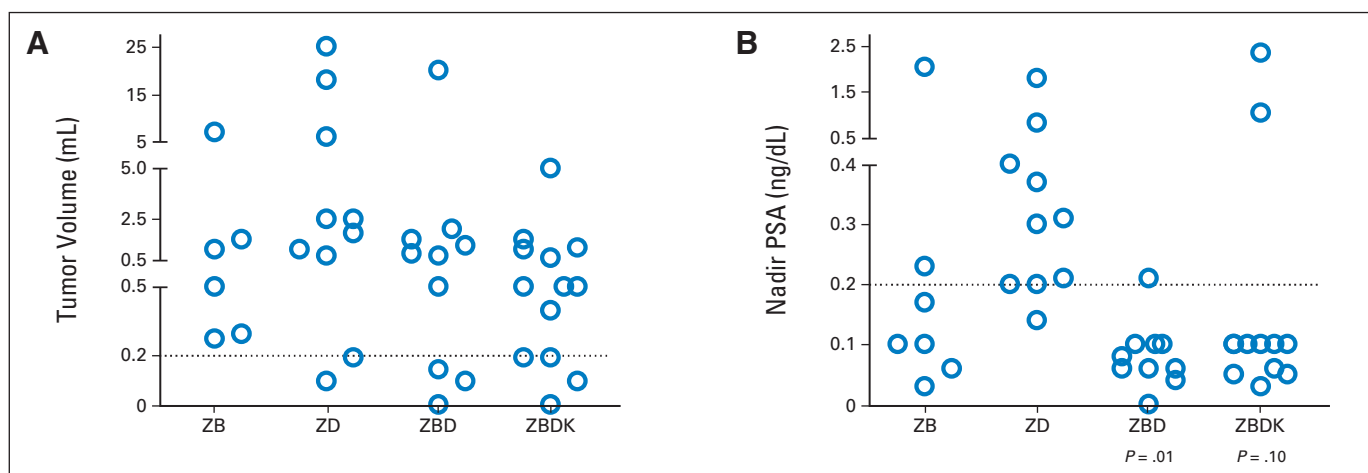 A
Tumor Volume (mL)
25
15
5
5.0
2.5
0.5
0.5
0.2
0
ZB ZD ZBD ZBDK
B
Nadir PSA (ng/dL)
2.5
1.5
0.5
0.4
0.3
0.2
0.1
0
ZB ZD ZBD ZBDK
P = .01 P = .10